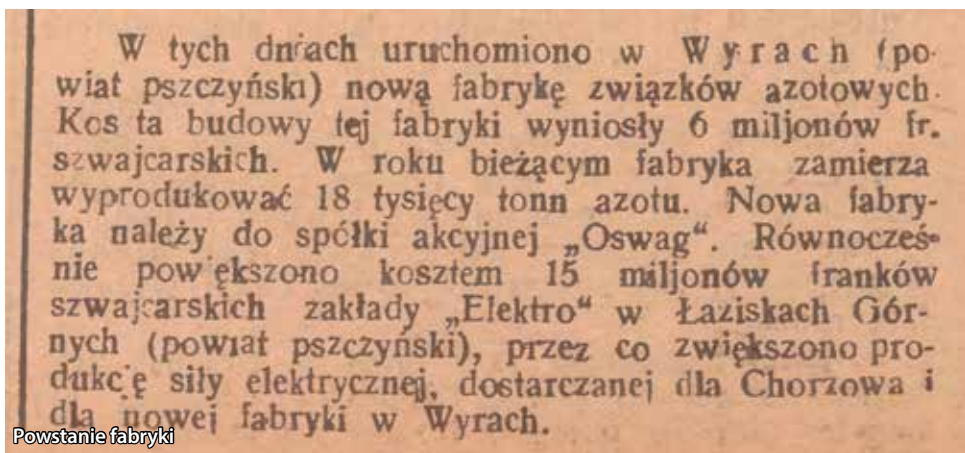 W tych dniach uruchomiono w Wyrach (po-
wiat pszczyński) nową fabrykę związków azotowych.
Kos ta budowy tej fabryki wyniosły 6 miljonów fr.
szwajcarskich. W roku bieżącym fabryka zamierza
wyprodukować 18 tysięcy tonn azotu. Nowa fabry-
ka należy do spółki akcyjnej „Oswag“. Równocześ-
nie powiększono kosztem 15 miljonów franków
szwajcarskich zakłady „Elektro“ w Łaziskach Gór-
nych (powiat pszczyński), przez co zwiększono pro-
dukcję siły elektrycznej, dostarczanej dla Chorzowa i
dla nowej fabryki w Wyrach.
Powstanie fabryki